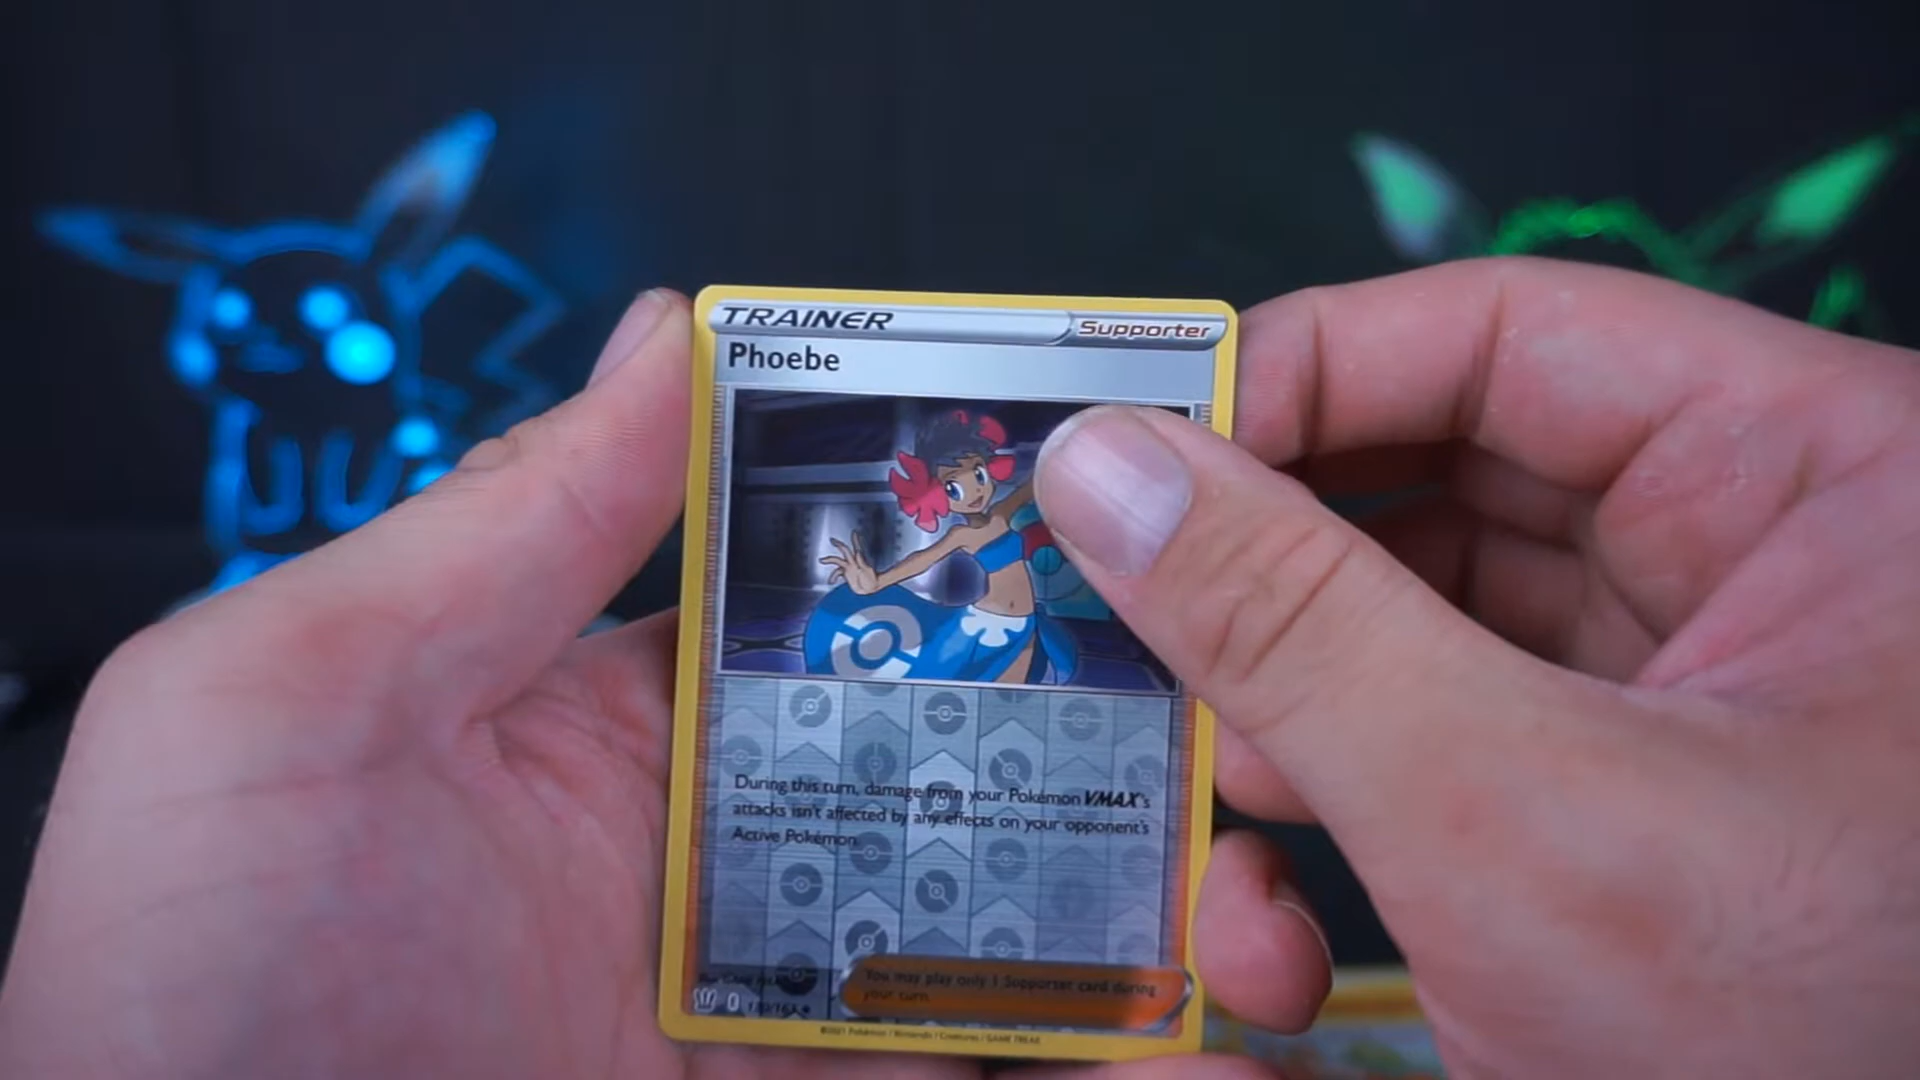 TRAINER
Supporter
Phoebe
During this turn, damage from your Pokémon VMAX's
attacks isn't affected by any effects on your opponent's
Active Pokémon.
You may play only 1 Supporter card during
your turn.
©2021 Pokémon / Nintendo / Creatures / GAME FREAK